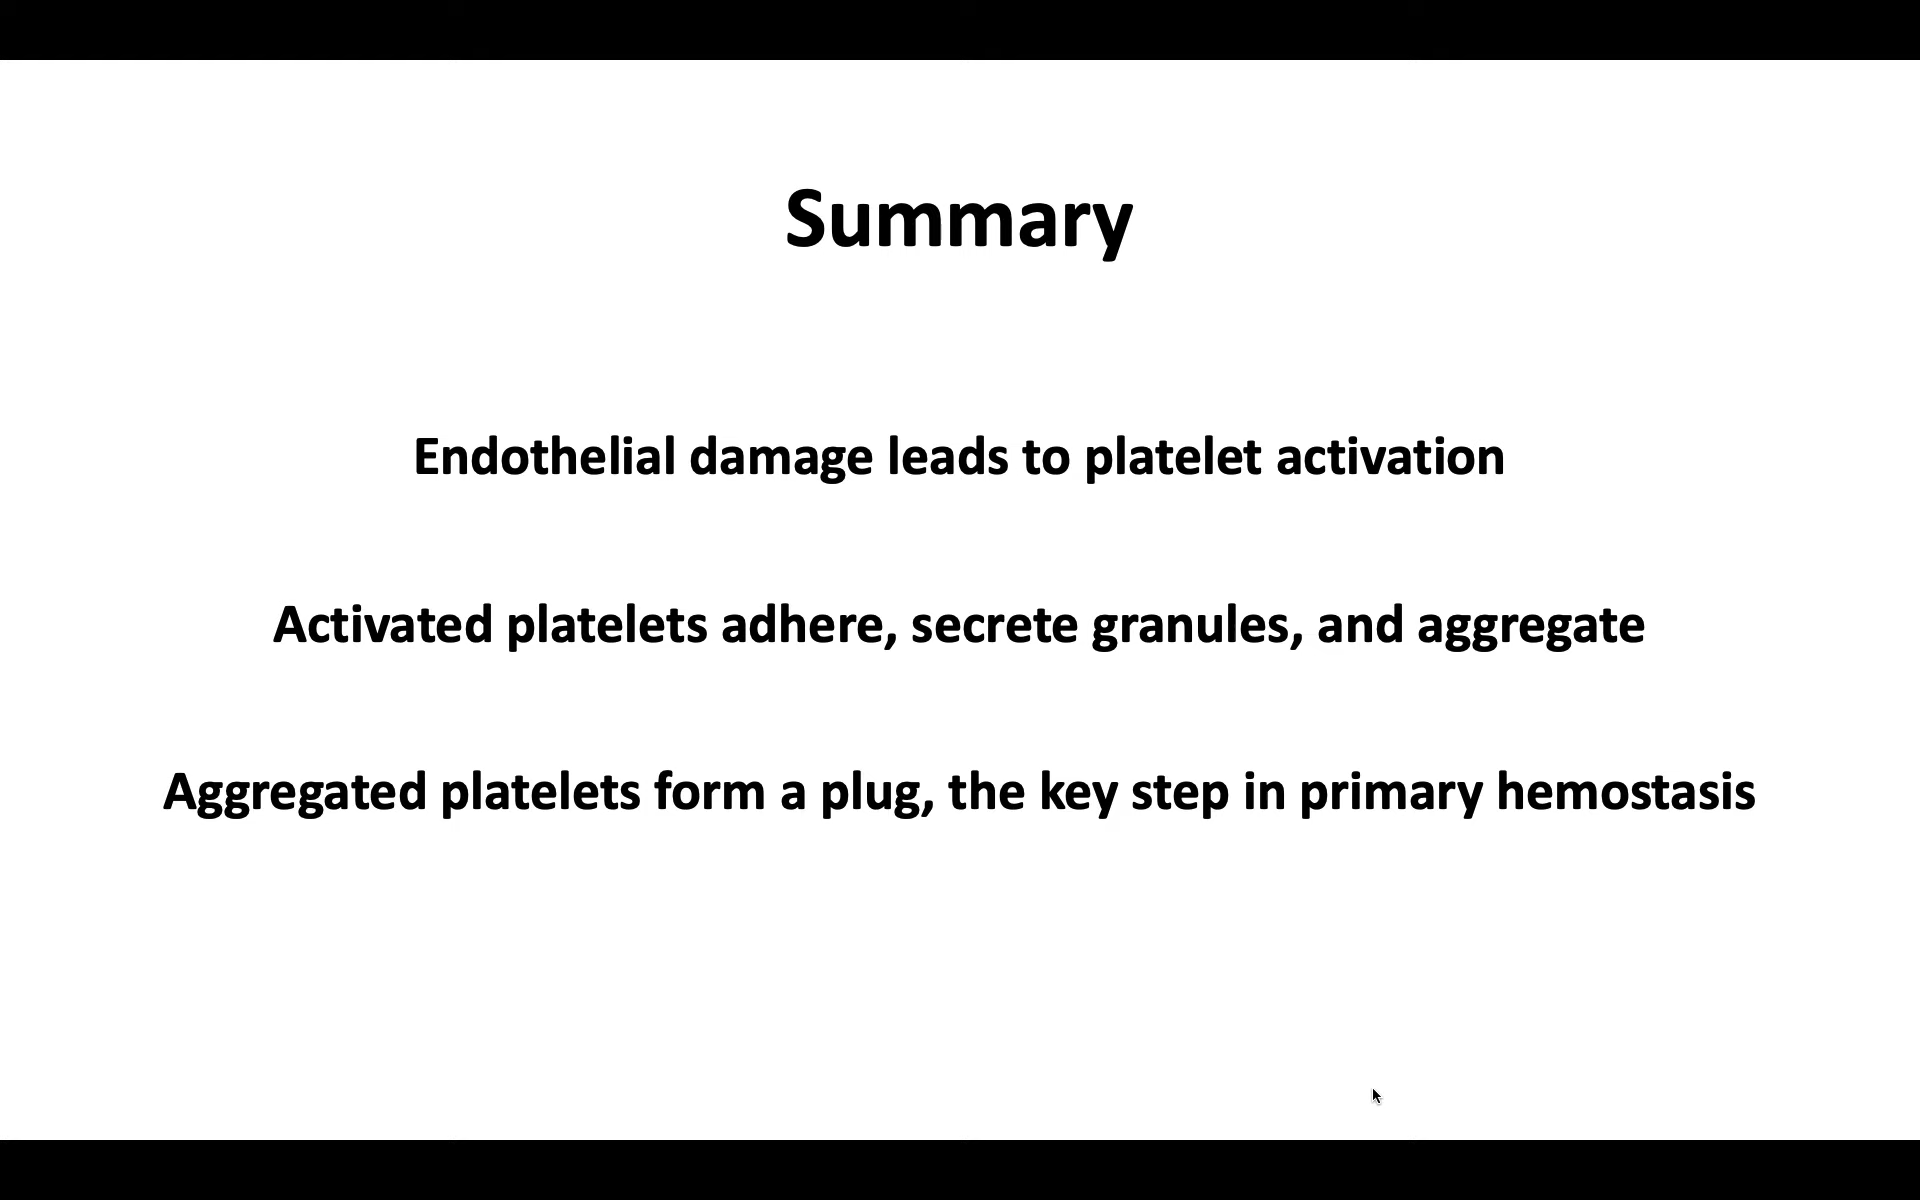 Summary
Endothelial damage leads to platelet activation
Activated platelets adhere, secrete granules, and aggregate
Aggregated platelets form a plug, the key step in primary hemostasis